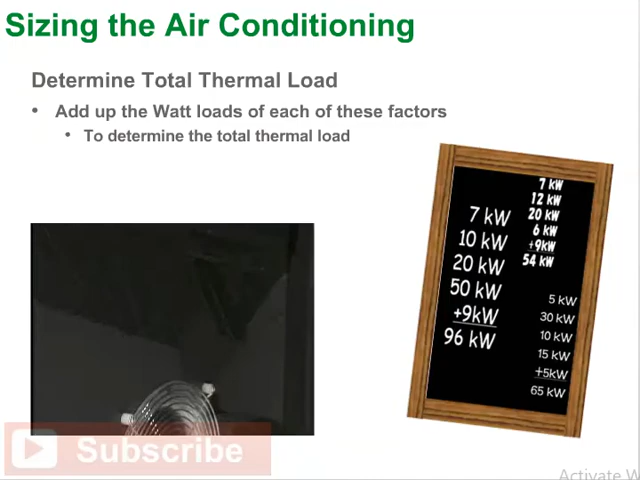 Sizing the Air Conditioning
Determine Total Thermal Load
• Add up the Watt loads of each of these factors
• To determine the total thermal load
7 kW
12 kW
20 kW
6 kW
+9kW
54 kW
7 kW
10 kW
20 kW
50 kW
+9kW
96 kW
5 kW
30 kW
10 kW
15 kW
+5kW
65 kW
Subscribe
Activate W